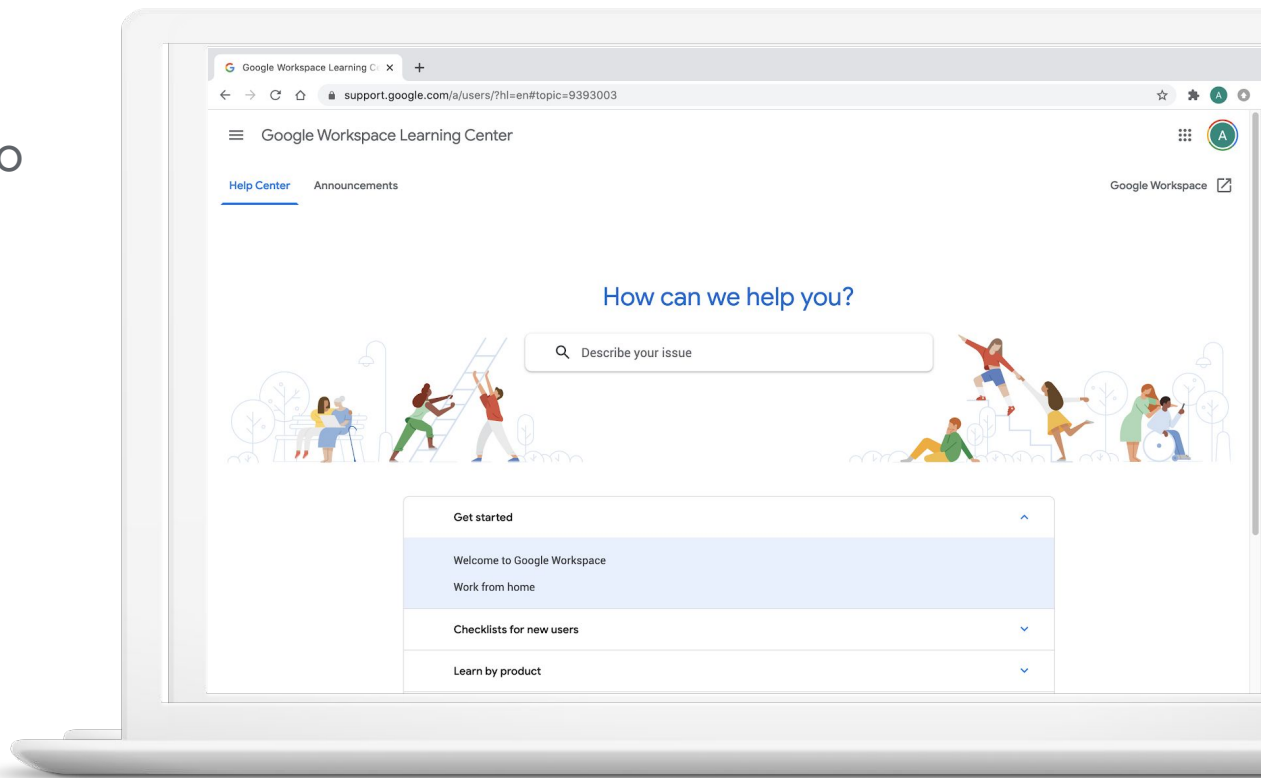 o
Google Workspace Learning C
support.google.com/a/users/?hl=en#topic=9393003
A
Google Workspace Learning Center
A
Help Center Announcements Google Workspace
How can we help you?
Describe your issue
Get started
Welcome to Google Workspace
Work from home
Checklists for new users
Learn by product